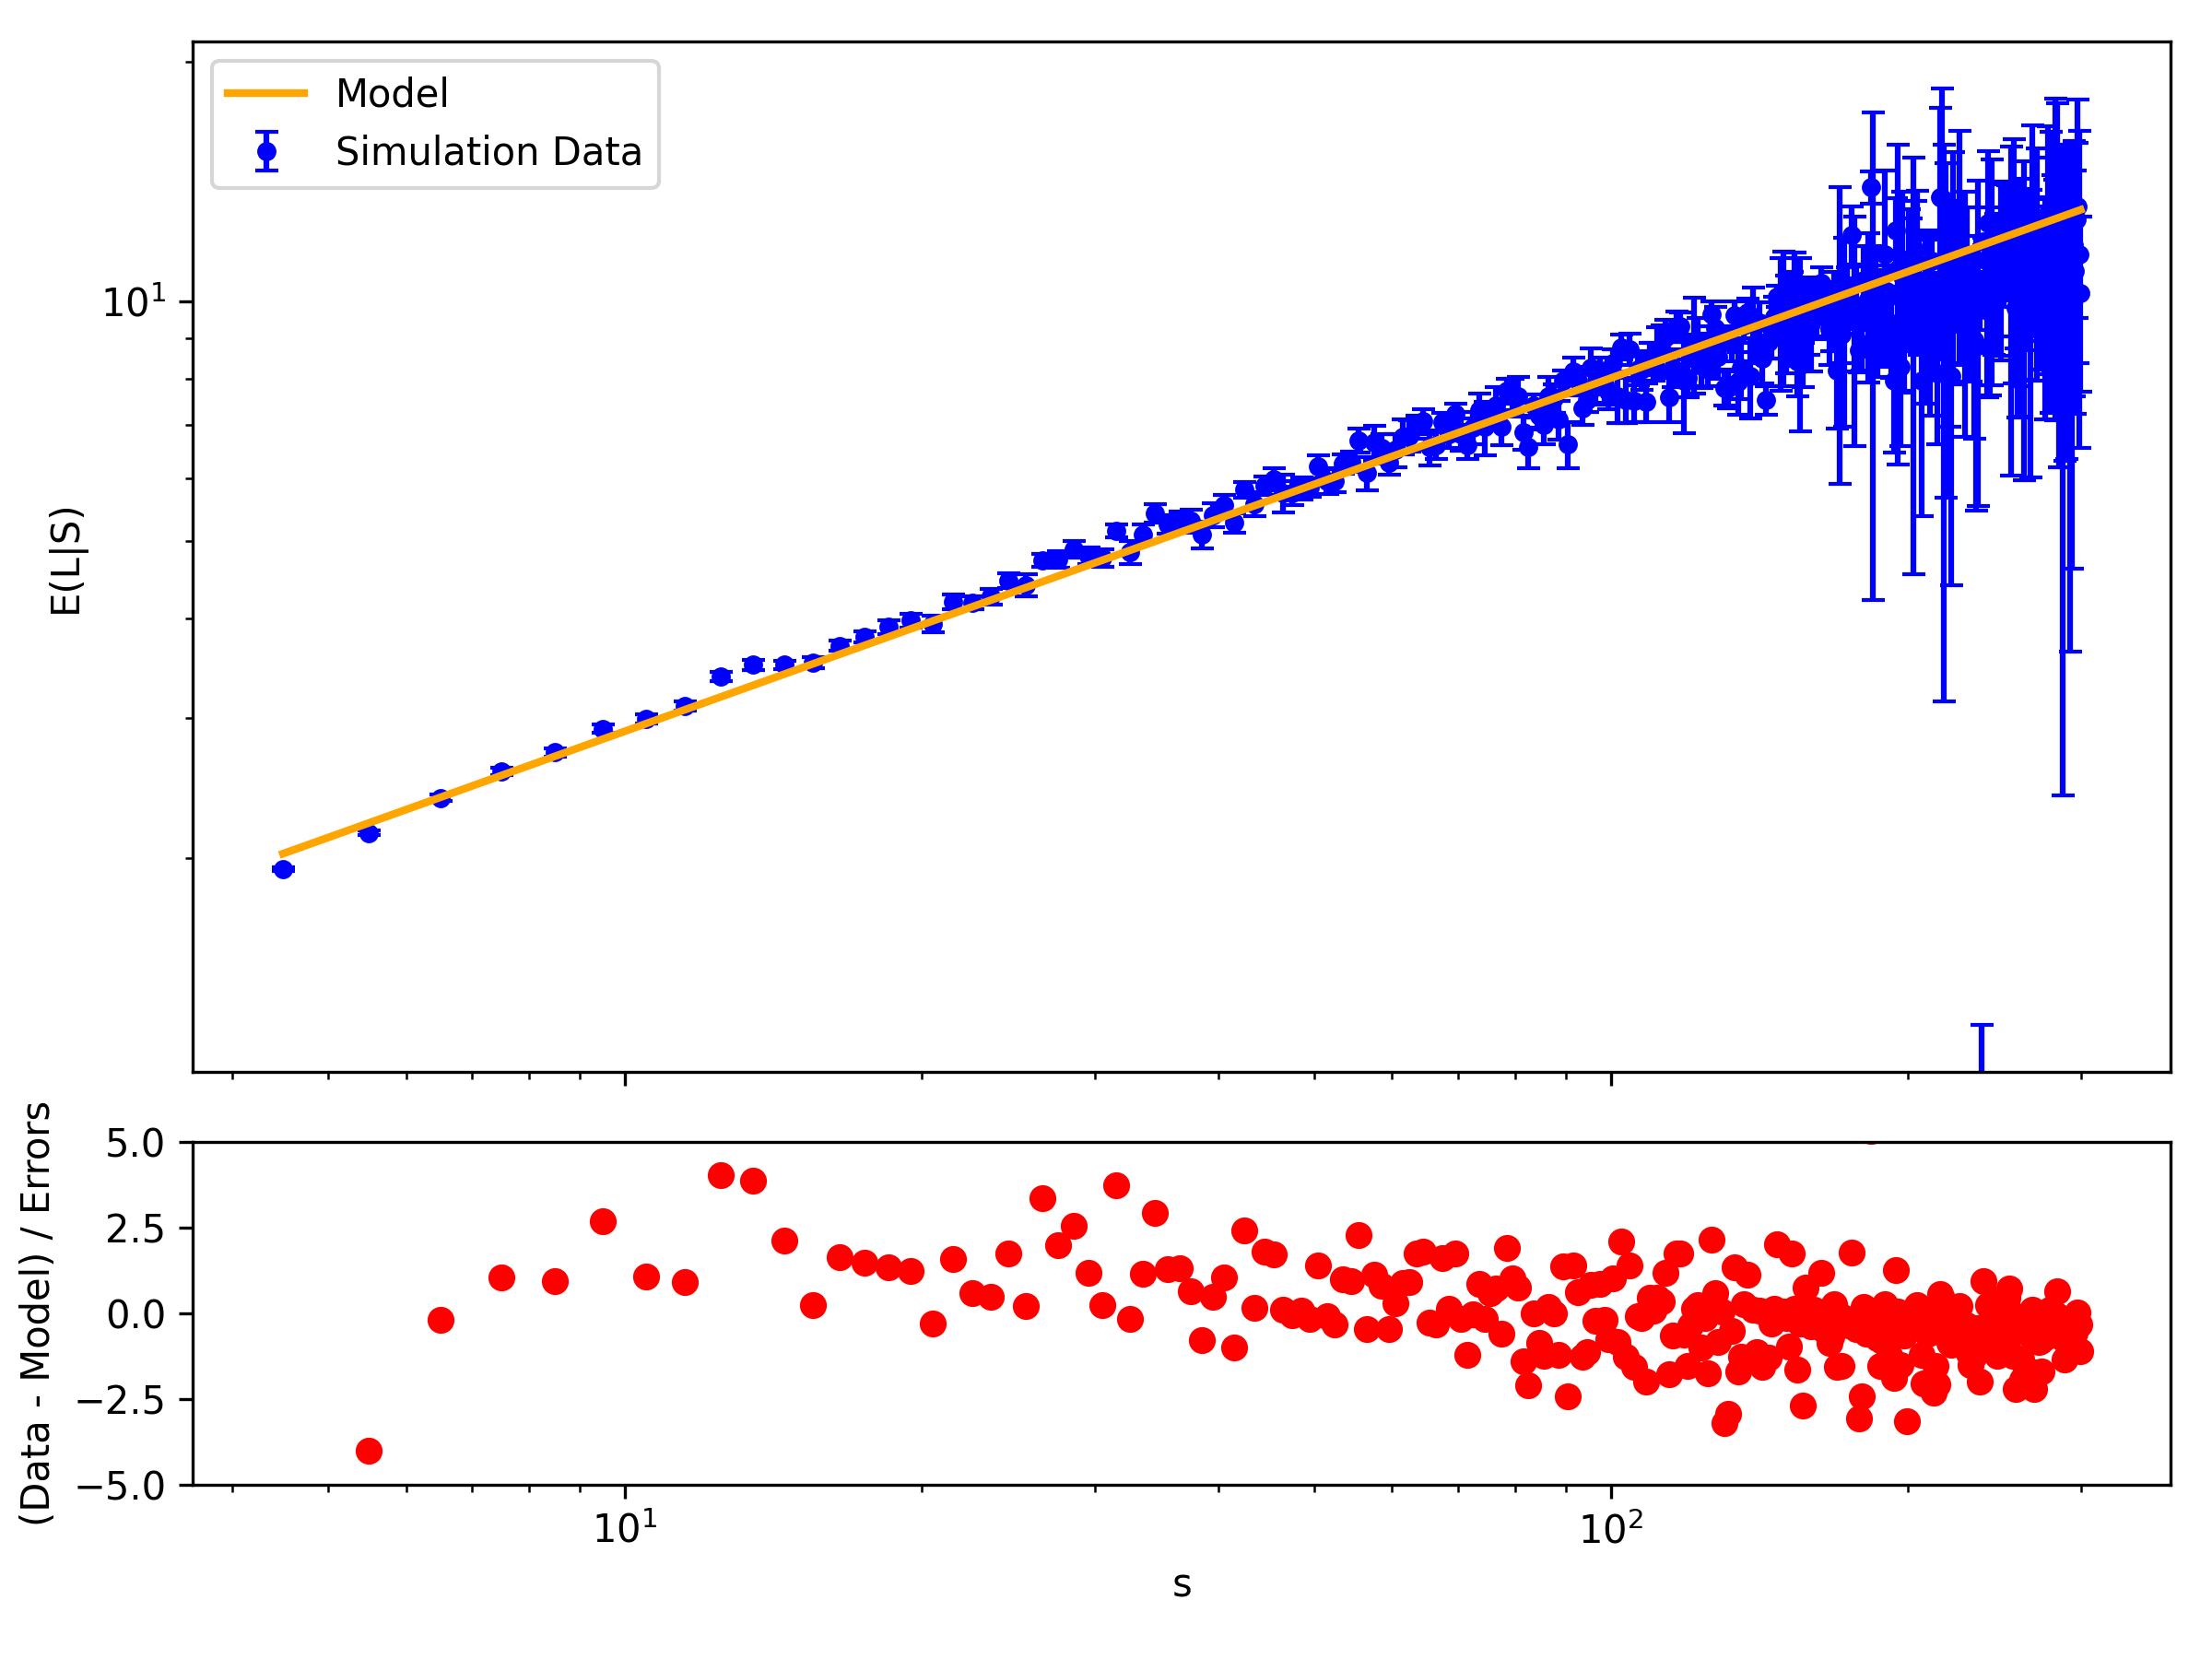 Model
Simulation Data
10¹
E(L|S)
5.0
2.5
0.0
−2.5
−5.0
(Data - Model) / Errors
10¹
10²
s